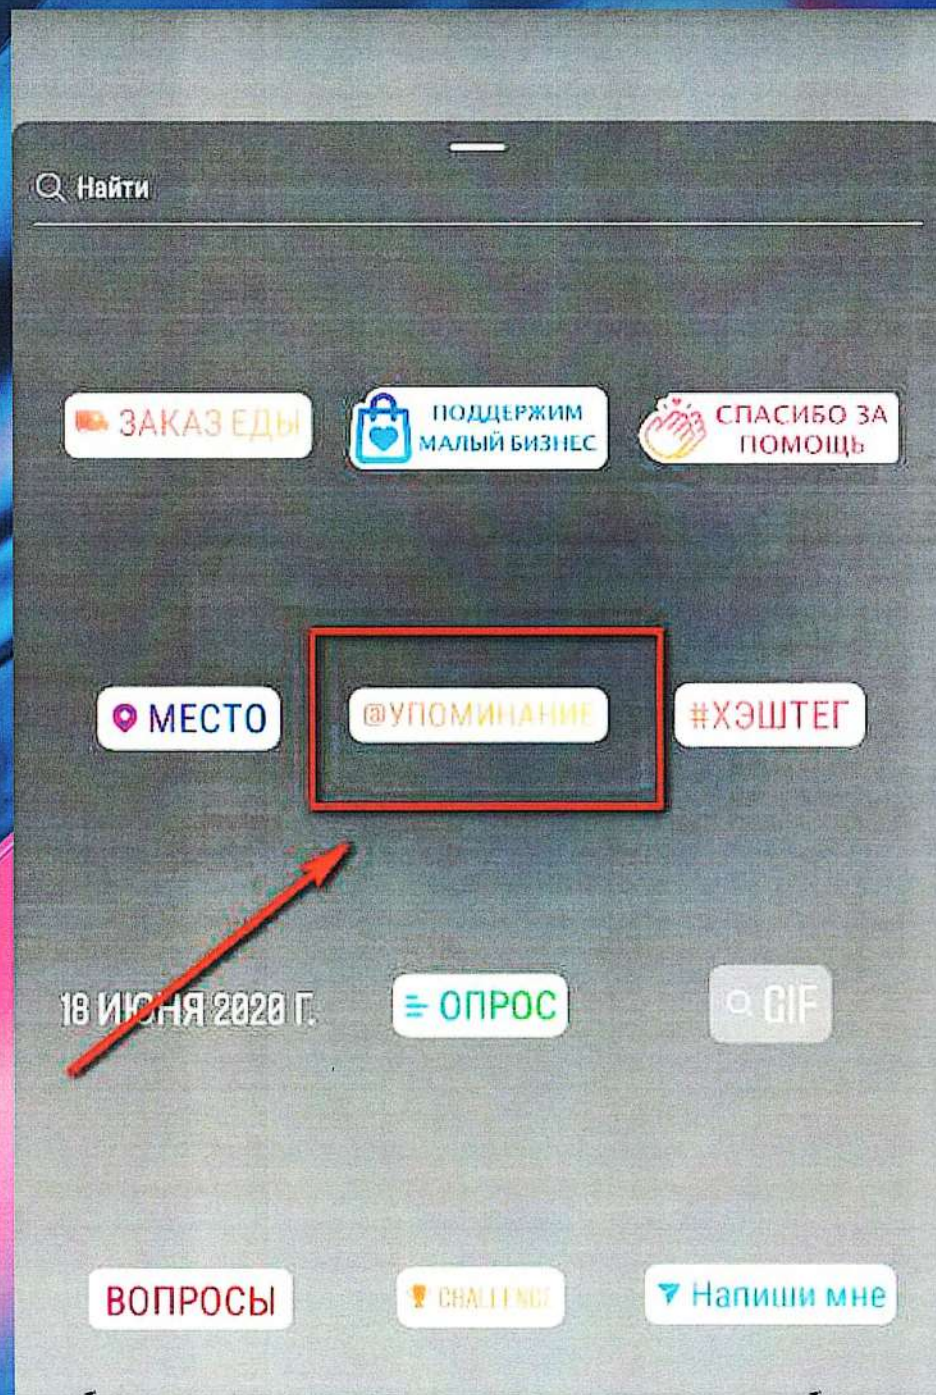 Найти
ЗАКАЗ ЕДЫ
ПОДДЕРЖИМ
МАЛЫЙ БИЗНЕС
СПАСИБО ЗА
ПОМОЩЬ
МЕСТО
@УПОМИНАНИЕ
#ХЭШТЕГ
18 ИЮНЯ 2020 Г.
ОПРОС
GIF
ВОПРОСЫ
CHALLENGE
Напиши мне